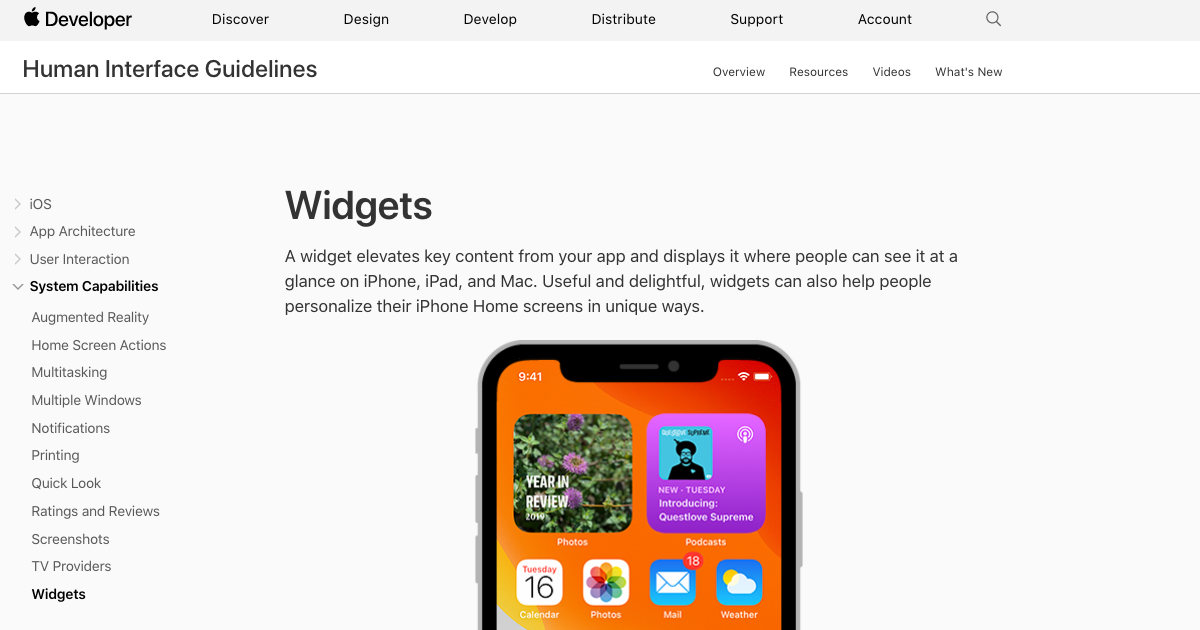 Developer
Discover
Design
Develop
Distribute
Support
Account
Human Interface Guidelines
Overview
Resources
Videos
What's New
iOS
App Architecture
User Interaction
System Capabilities
Augmented Reality
Home Screen Actions
Multitasking
Multiple Windows
Notifications
Printing
Quick Look
Ratings and Reviews
Screenshots
TV Providers
Widgets
Widgets
A widget elevates key content from your app and displays it where people can see it at a
glance on iPhone, iPad, and Mac. Useful and delightful, widgets can also help people
personalize their iPhone Home screens in unique ways.
9:41
YEAR IN
REVIEW
2019
Photos
QUESTLOVE SUPREME
NEW · TUESDAY
Introducing:
Questlove Supreme
Podcasts
Tuesday
16
Calendar
Photos
18
Mail
Weather